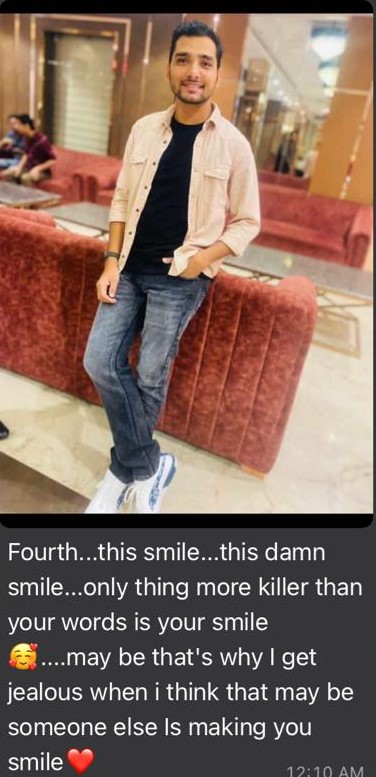 Fourth...this smile...this damn
smile...only thing more killer than
your words is your smile
🥰....may be that's why I get
jealous when i think that may be
someone else Is making you
smile❤️
12:10 AM